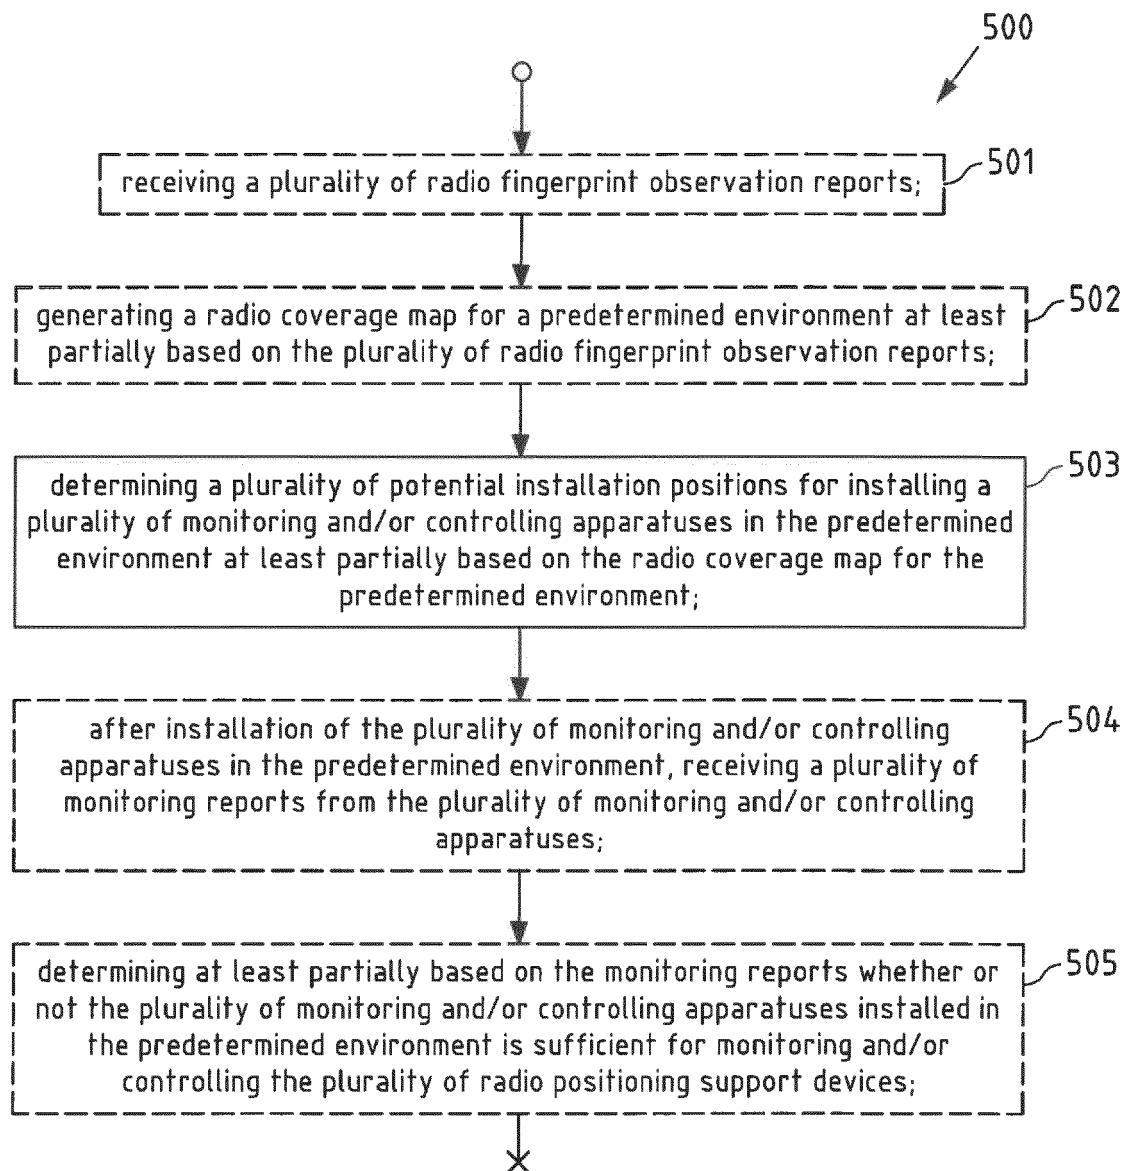 500
receiving a plurality of radio fingerprint observation reports;
501
502
generating a radio coverage map for a predetermined environment at least
partially based on the plurality of radio fingerprint observation reports;
503
determining a plurality of potential installation positions for installing a
plurality of monitoring and/or controlling apparatuses in the predetermined
environment at least partially based on the radio coverage map for the
predetermined environment;
504
after installation of the plurality of monitoring and/or controlling
apparatuses in the predetermined environment, receiving a plurality of
monitoring reports from the plurality of monitoring and/or controlling
apparatuses;
505
determining at least partially based on the monitoring reports whether or
not the plurality of monitoring and/or controlling apparatuses installed in
the predetermined environment is sufficient for monitoring and/or
controlling the plurality of radio positioning support devices;